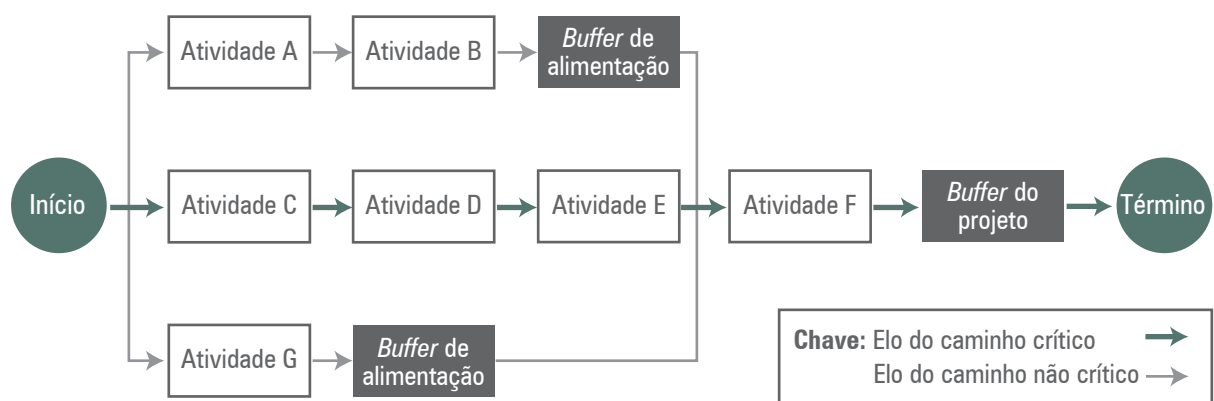 Atividade A
Atividade B
Buffer de
alimentação
Início
Atividade C
Atividade D
Atividade E
Atividade F
Buffer do
projeto
Término
Atividade G
Buffer de
alimentação
Chave: Elo do caminho crítico
Elo do caminho não crítico